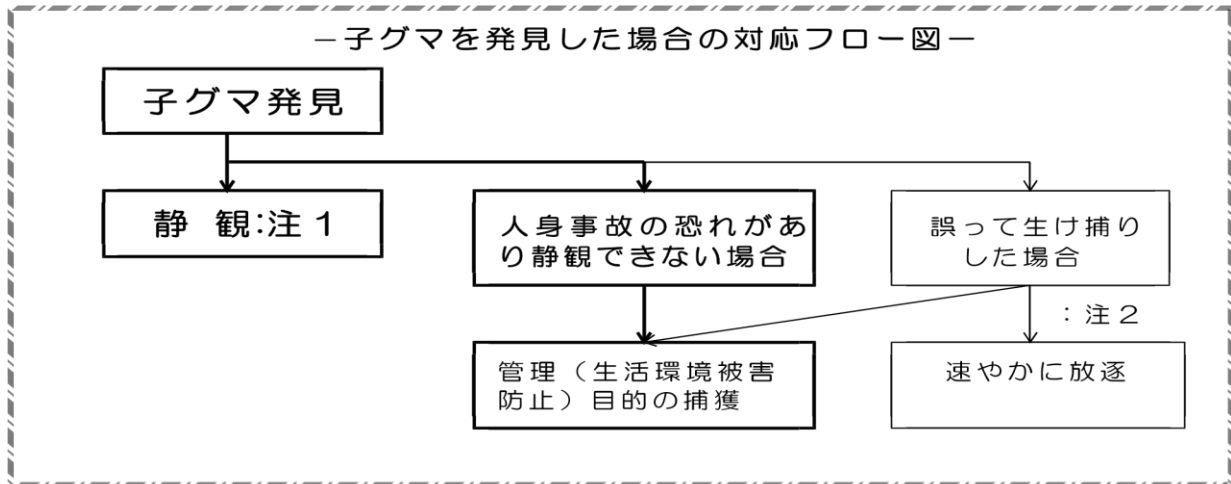 －子グマを発見した場合の対応フロー図－
子グマ発見
静　観:注１
人身事故の恐れがあ
り静観できない場合
誤って生け捕り
した場合
：注２
管理（生活環境被害
防止）目的の捕獲
速やかに放逐